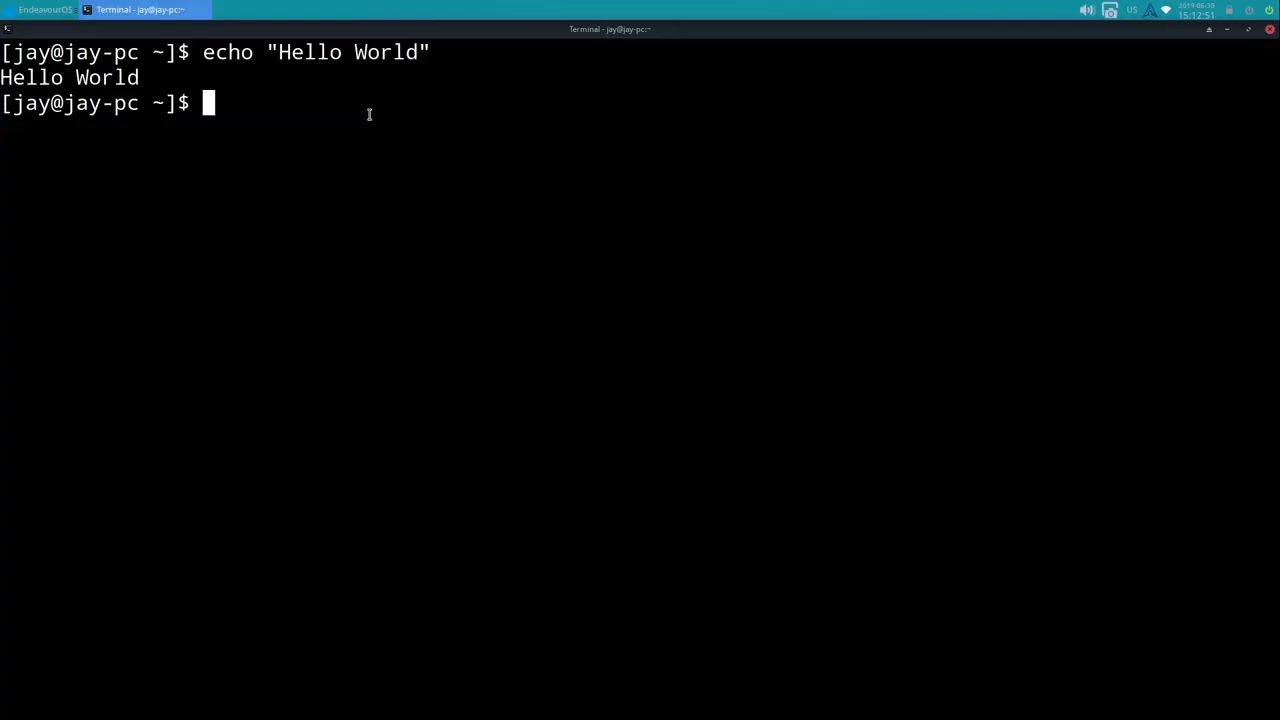 EndeavourOS
Terminal - jay@jay-pc:~
US
2019-06-30
15:12:51
Terminal - jay@jay-pc:~
[jay@jay-pc ~]$ echo "Hello World"
Hello World
[jay@jay-pc ~]$